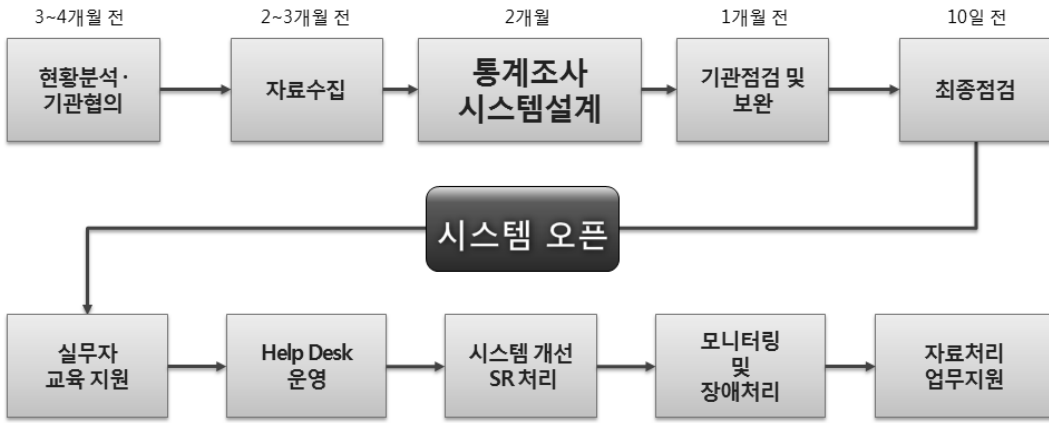 3~4개월 전
2~3개월 전
2개월
1개월 전
10일 전
현황분석·
기관협의
자료수집
통계조사
시스템설계
기관점검 및
보완
최종점검
시스템 오픈
실무자
교육 지원
Help Desk
운영
시스템 개선
SR 처리
모니터링
및
장애처리
자료처리
업무지원